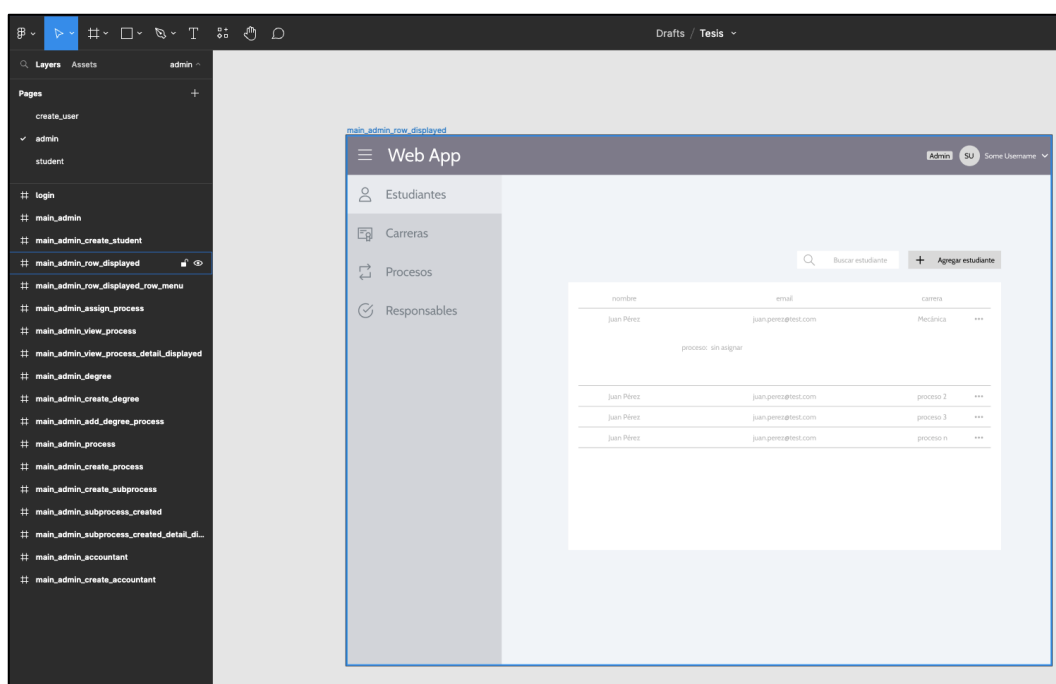 Drafts / Tesis
Layers Assets admin
Pages
create_user
admin
student
login
main_admin
main_admin_create_student
main_admin_row_displayed
main_admin_row_displayed_row_menu
main_admin_assign_process
main_admin_view_process
main_admin_view_process_detail_displayed
main_admin_degree
main_admin_create_degree
main_admin_add_degree_process
main_admin_process
main_admin_create_process
main_admin_create_subprocess
main_admin_subprocess_created
main_admin_subprocess_created_detail_di...
main_admin_accountant
main_admin_create_accountant
main_admin_row_displayed
Web App Admin SU Some Username
Estudiantes
Carreras
Procesos
Responsables
Buscar estudiante + Agregar estudiante
nombre email carrera
Juan Pérez juan.perez@test.com Mecánica •••
proceso: sin asignar
Juan Pérez juan.perez@test.com proceso 2 •••
Juan Pérez juan.perez@test.com proceso 3 •••
Juan Pérez juan.perez@test.com proceso n •••